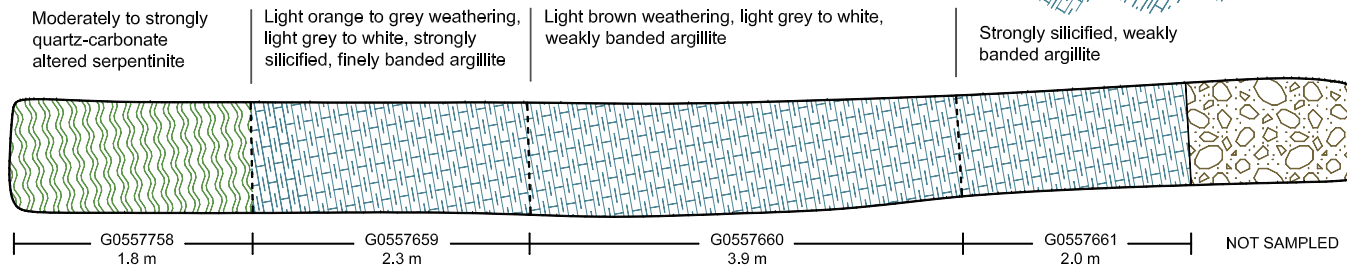 Moderately to strongly
quartz-carbonate
altered serpentinite
Light orange to grey weathering,
light grey to white, strongly
silicified, finely banded argillite
Light brown weathering, light grey to white,
weakly banded argillite
Strongly silicified, weakly
banded argillite
G0557758
1.8 m
G0557659
2.3 m
G0557660
3.9 m
G0557661
2.0 m
NOT SAMPLED